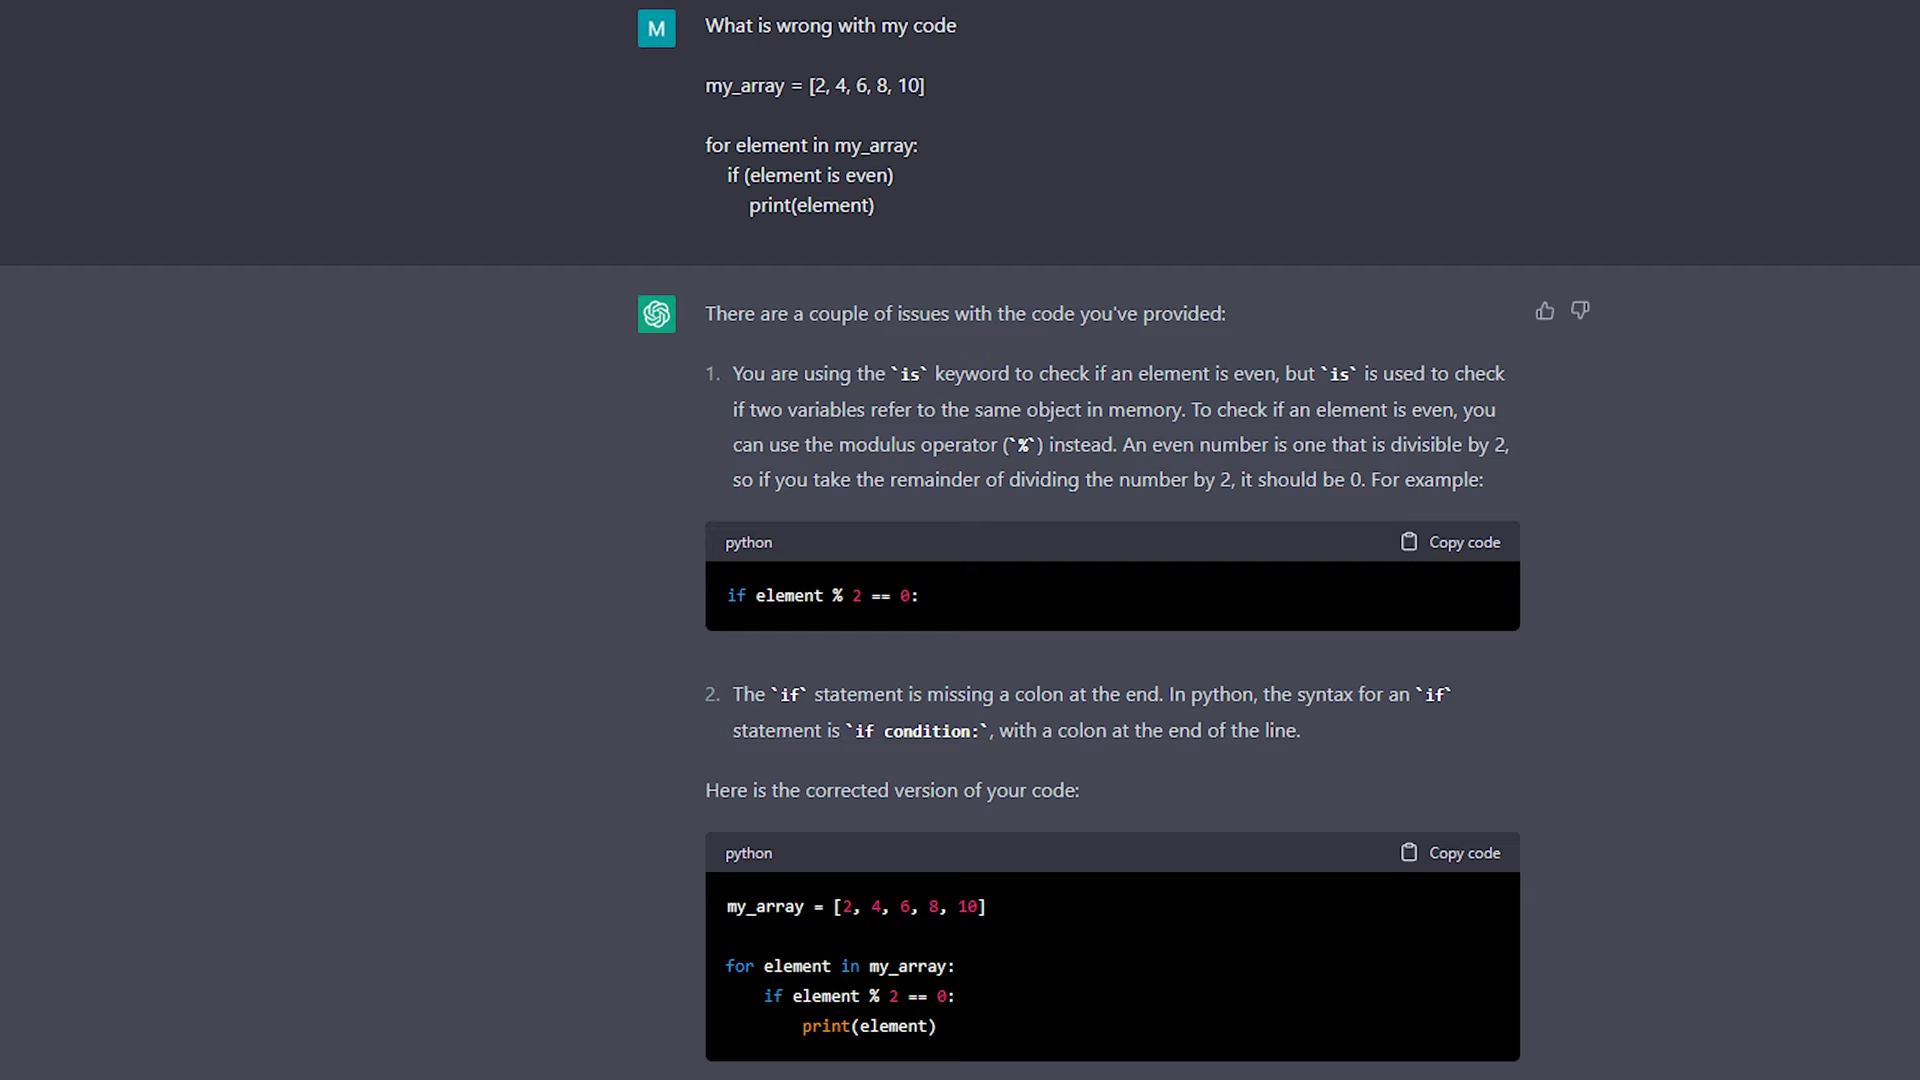 M
What is wrong with my code
my_array = [2, 4, 6, 8, 10]
for element in my_array:
if (element is even)
print(element)
There are a couple of issues with the code you've provided:
1. You are using the `is` keyword to check if an element is even, but `is` is used to check
if two variables refer to the same object in memory. To check if an element is even, you
can use the modulus operator (`%`) instead. An even number is one that is divisible by 2,
so if you take the remainder of dividing the number by 2, it should be 0. For example:
python Copy code
if element % 2 == 0:
2. The `if` statement is missing a colon at the end. In python, the syntax for an `if`
statement is `if condition:`, with a colon at the end of the line.
Here is the corrected version of your code:
python Copy code
my_array = [2, 4, 6, 8, 10]
for element in my_array:
if element % 2 == 0:
print(element)